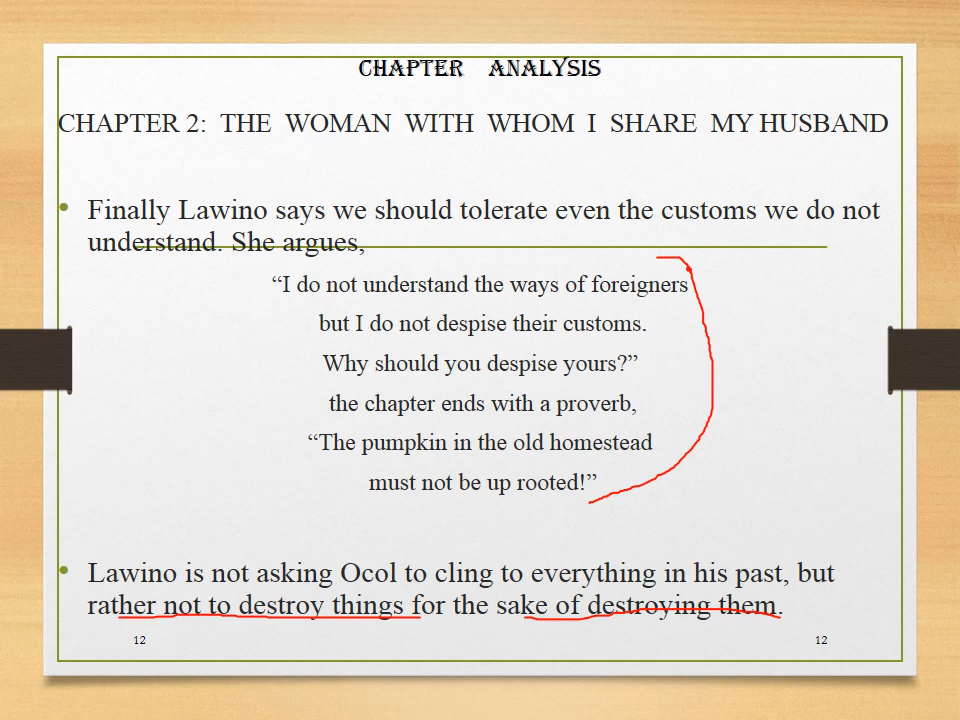 CHAPTER ANALYSIS
CHAPTER 2: THE WOMAN WITH WHOM I SHARE MY HUSBAND
• Finally Lawino says we should tolerate even the customs we do not
understand. She argues,
“I do not understand the ways of foreigners
but I do not despise their customs.
Why should you despise yours?”
the chapter ends with a proverb,
“The pumpkin in the old homestead
must not be up rooted!”
• Lawino is not asking Ocol to cling to everything in his past, but
rather not to destroy things for the sake of destroying them.
12 12